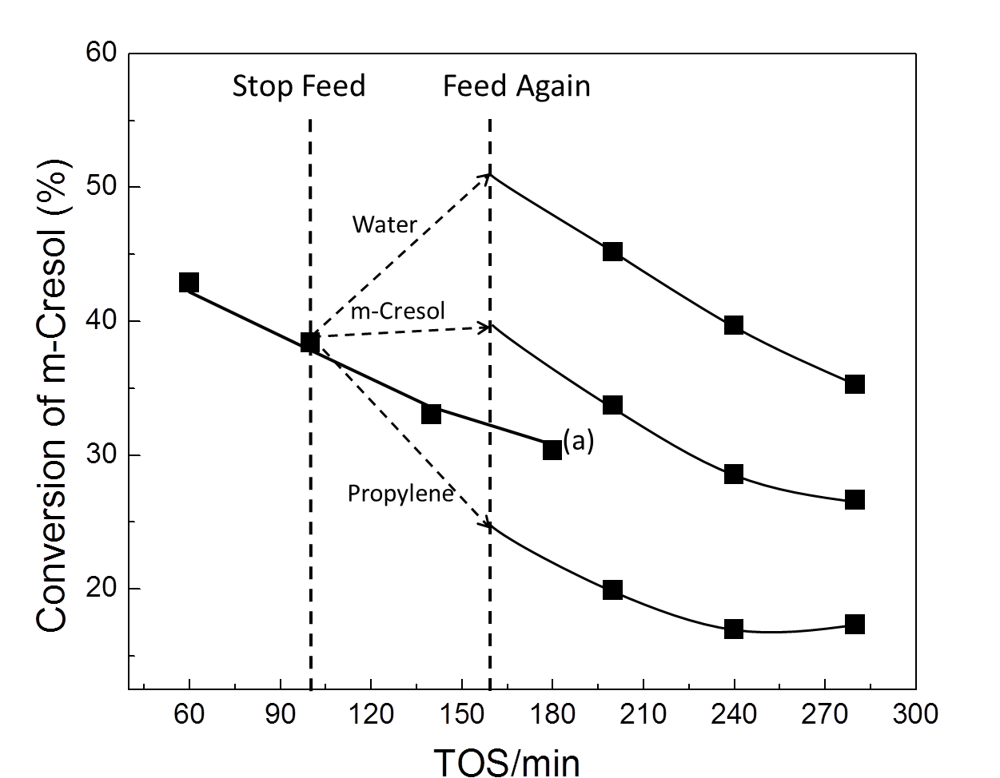 60
Stop Feed
Feed Again
50
Water
m-Cresol
40
(a)
30
Propylene
20
Conversion of m-Cresol (%)
60 90 120 150 180 210 240 270 300
TOS/min